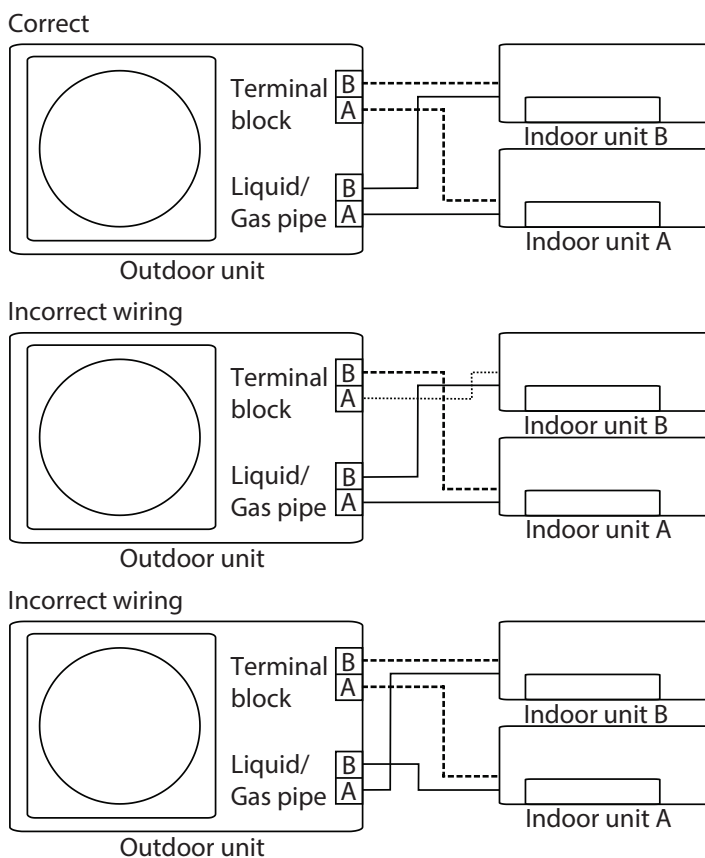 Correct
Terminal
block
B
A
Liquid/
Gas pipe
B
A
Indoor unit B
Indoor unit A
Outdoor unit
Incorrect wiring
Terminal
block
B
A
Liquid/
Gas pipe
B
A
Indoor unit B
Indoor unit A
Outdoor unit
Incorrect wiring
Terminal
block
B
A
Liquid/
Gas pipe
B
A
Indoor unit B
Indoor unit A
Outdoor unit